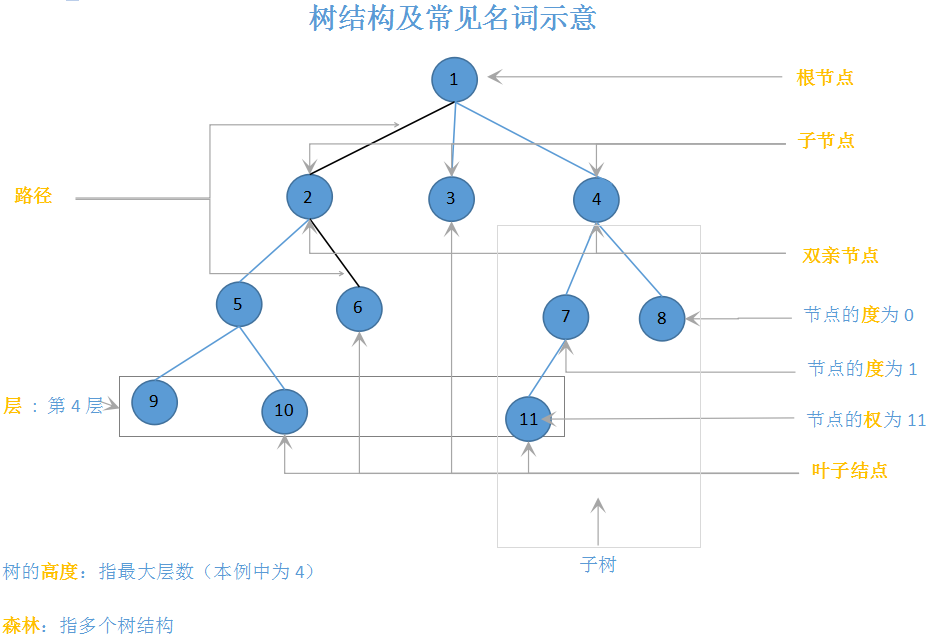 树结构及常见名词示意
1
根节点
子节点
路径
2
3
4
双亲节点
5
6
7
8
节点的度为 0
节点的度为 1
层 ：第 4 层
9
10
11
节点的权为 11
叶子结点
子树
树的高度：指最大层数（本例中为 4）
森林：指多个树结构